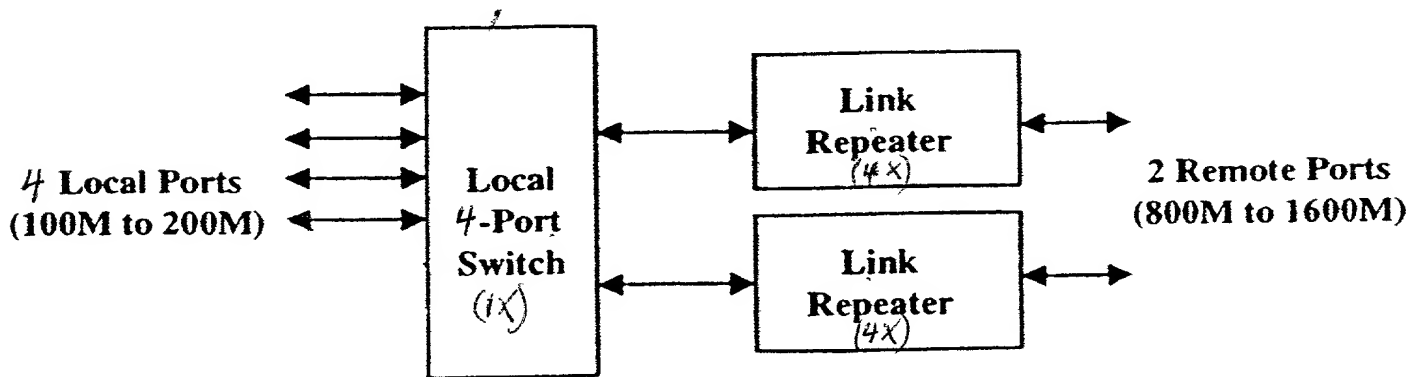 4 Local Ports
(100M to 200M)
Local
4-Port
Switch
(1X)
Link
Repeater
(4X)
Link
Repeater
(4X)
2 Remote Ports
(800M to 1600M)